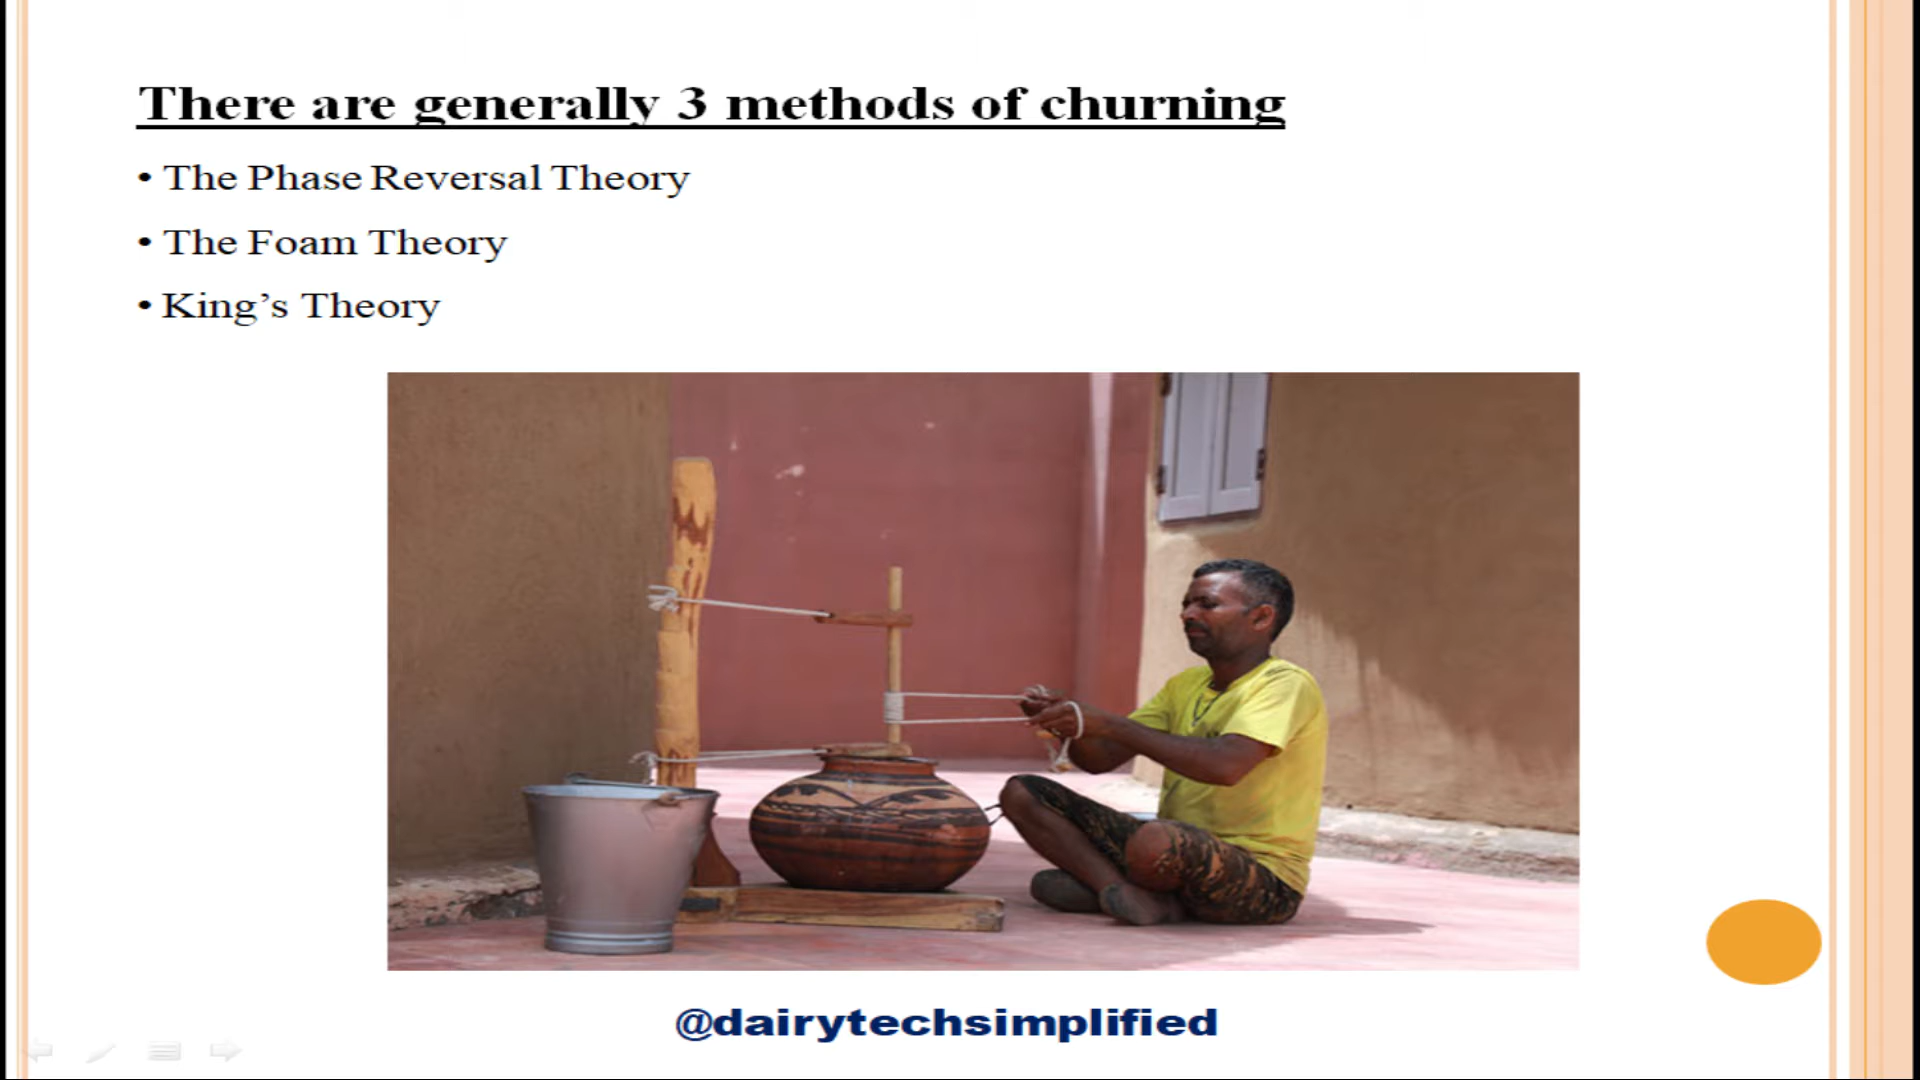 There are generally 3 methods of churning
• The Phase Reversal Theory
• The Foam Theory
• King’s Theory
@dairytechsimplified